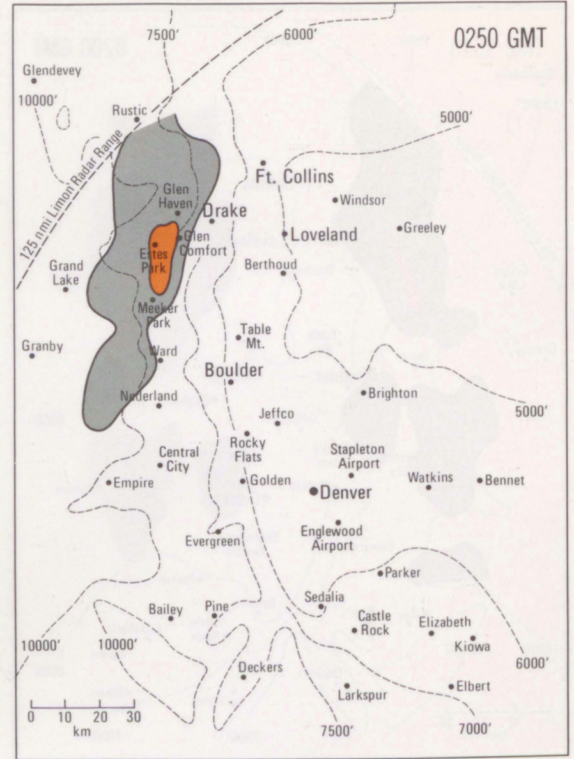 7500'
6000'
0250 GMT
Glendevey
10000'
Rustic
5000'
125 nmi Limon Radar Range
Ft. Collins
Glen
Haven
Windsor
Drake
Greeley
Loveland
Glen
Comfort
Estes
Park
Berthoud
Grand
Lake
Meeker
Park
Table
Mt.
Granby
Ward
Boulder
Brighton
Nederland
5000'
Jeffco
Rocky
Flats
Central
City
Stapleton
Airport
Empire
Golden
Denver
Watkins
Bennet
Evergreen
Englewood
Airport
Parker
Sedalia
Bailey
Pine
Castle
Rock
Elizabeth
Kiowa
10000'
10000'
6000'
Deckers
Larkspur
Elbert
0 10 20 30
km
7500'
7000'